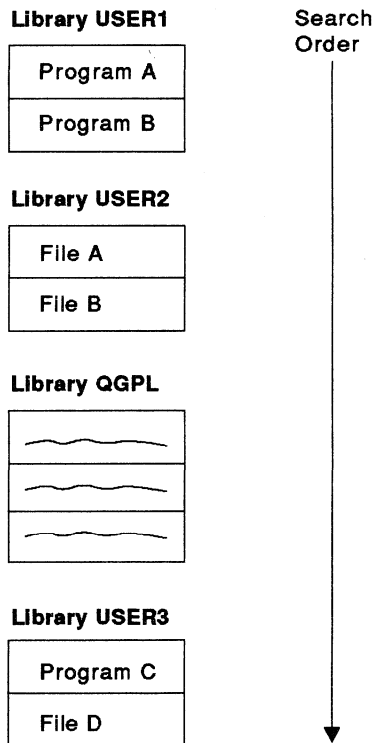 Library USER1
Program A
Program B
Library USER2
File A
File B
Library QGPL
Library USER3
Program C
File D
Search
Order